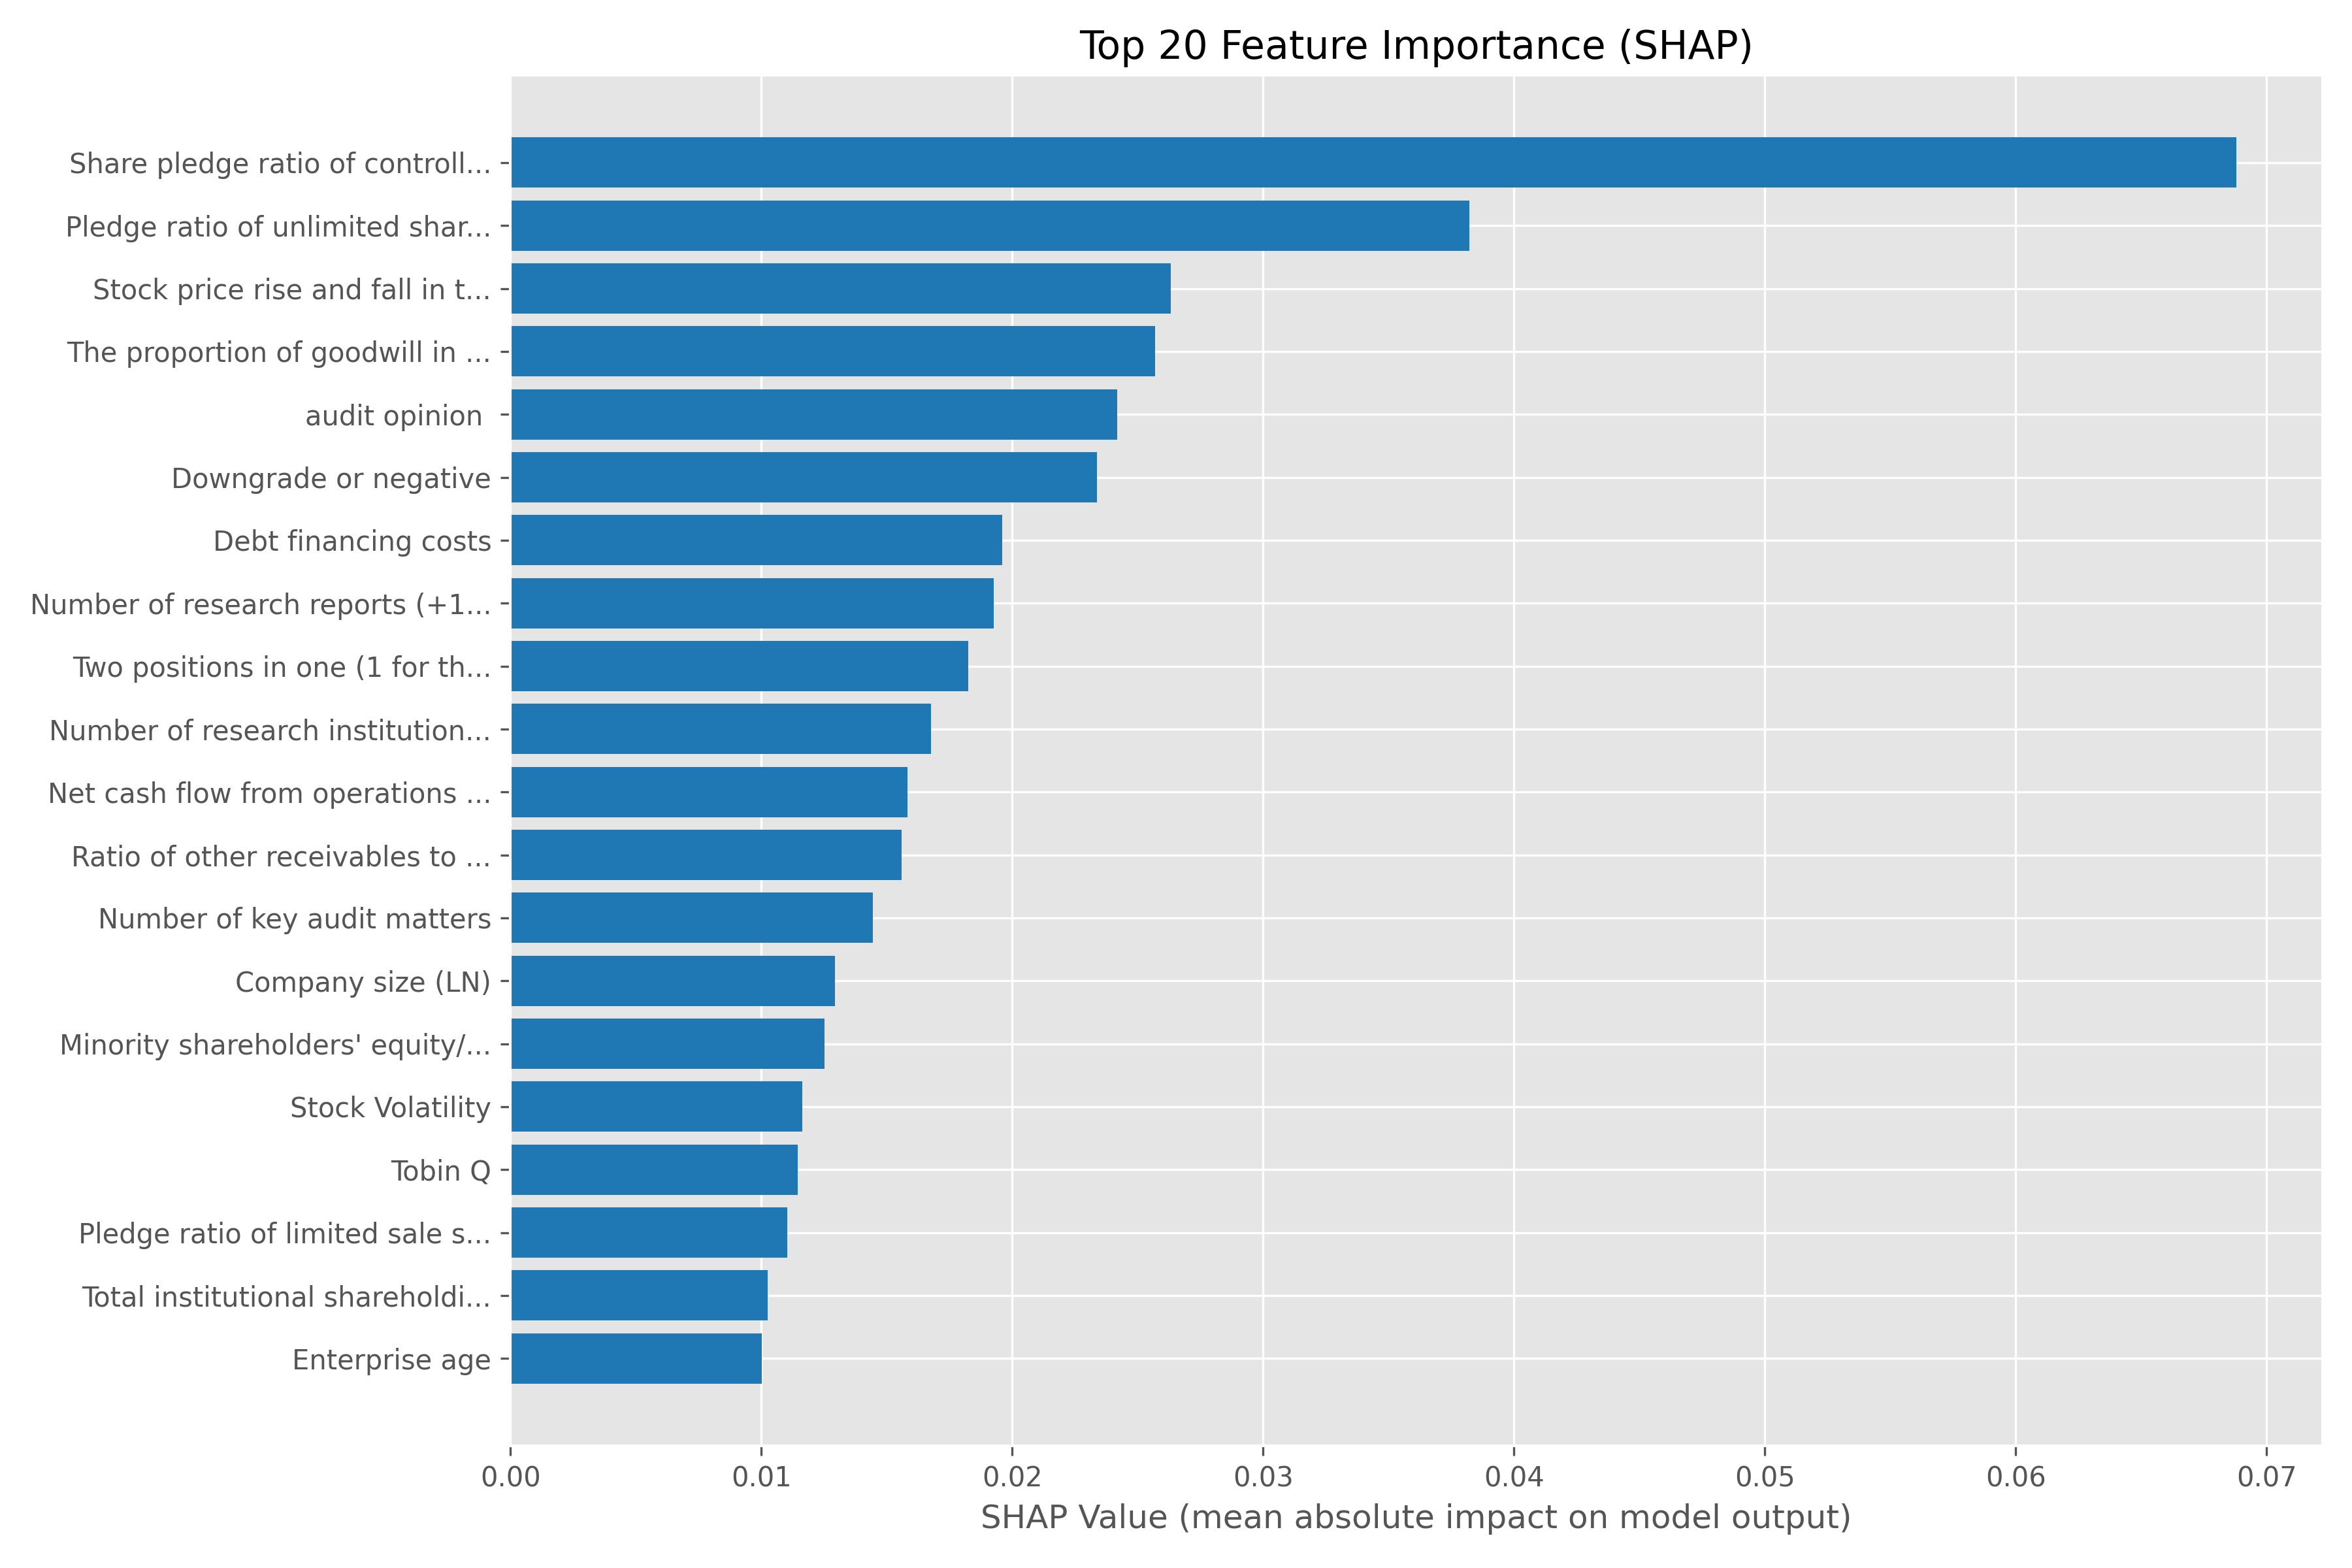 Top 20 Feature Importance (SHAP)
Share pledge ratio of controll...
Pledge ratio of unlimited shar...
Stock price rise and fall in t...
The proportion of goodwill in ...
audit opinion
Downgrade or negative
Debt financing costs
Number of research reports (+1...
Two positions in one (1 for th...
Number of research institution...
Net cash flow from operations ...
Ratio of other receivables to ...
Number of key audit matters
Company size (LN)
Minority shareholders' equity/...
Stock Volatility
Tobin Q
Pledge ratio of limited sale s...
Total institutional shareholdi...
Enterprise age
0.00 0.01 0.02 0.03 0.04 0.05 0.06 0.07
SHAP Value (mean absolute impact on model output)